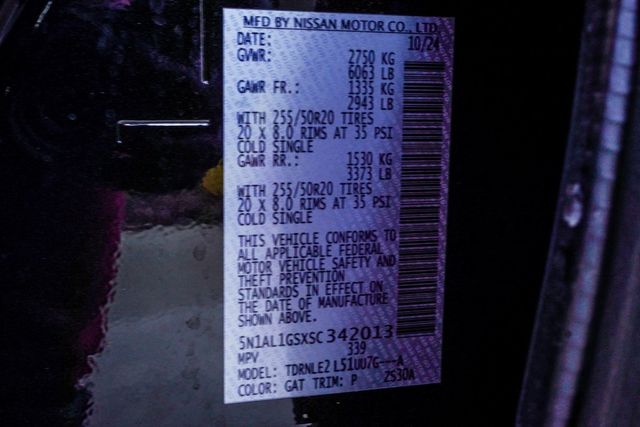 MFD BY NISSAN MOTOR CO., LTD.
DATE: 10/24
GVWR: 2750 KG
6063 LB
GAWR FR.: 1335 KG
2943 LB
WITH 255/50R20 TIRES
20 X 8.0 RIMS AT 35 PSI
COLD SINGLE
GAWR RR.: 1530 KG
3373 LB
WITH 255/50R20 TIRES
20 X 8.0 RIMS AT 35 PSI
COLD SINGLE
THIS VEHICLE CONFORMS TO
ALL APPLICABLE FEDERAL
MOTOR VEHICLE SAFETY AND
THEFT PREVENTION
STANDARDS IN EFFECT ON
THE DATE OF MANUFACTURE
SHOWN ABOVE.
5N1AL1GSXSC342013
MPV 339
MODEL: TDRNLE2 L51UU7G---A
COLOR: GAT TRIM: P 2S30A